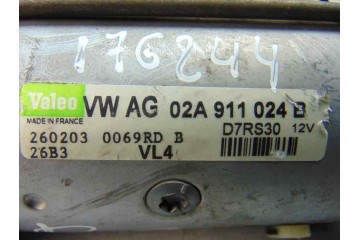 176244
Valeo VW AG 02A 911 024 B
MADE IN FRANCE D7RS30 12V
260203 0069RD B
26B3 VL4